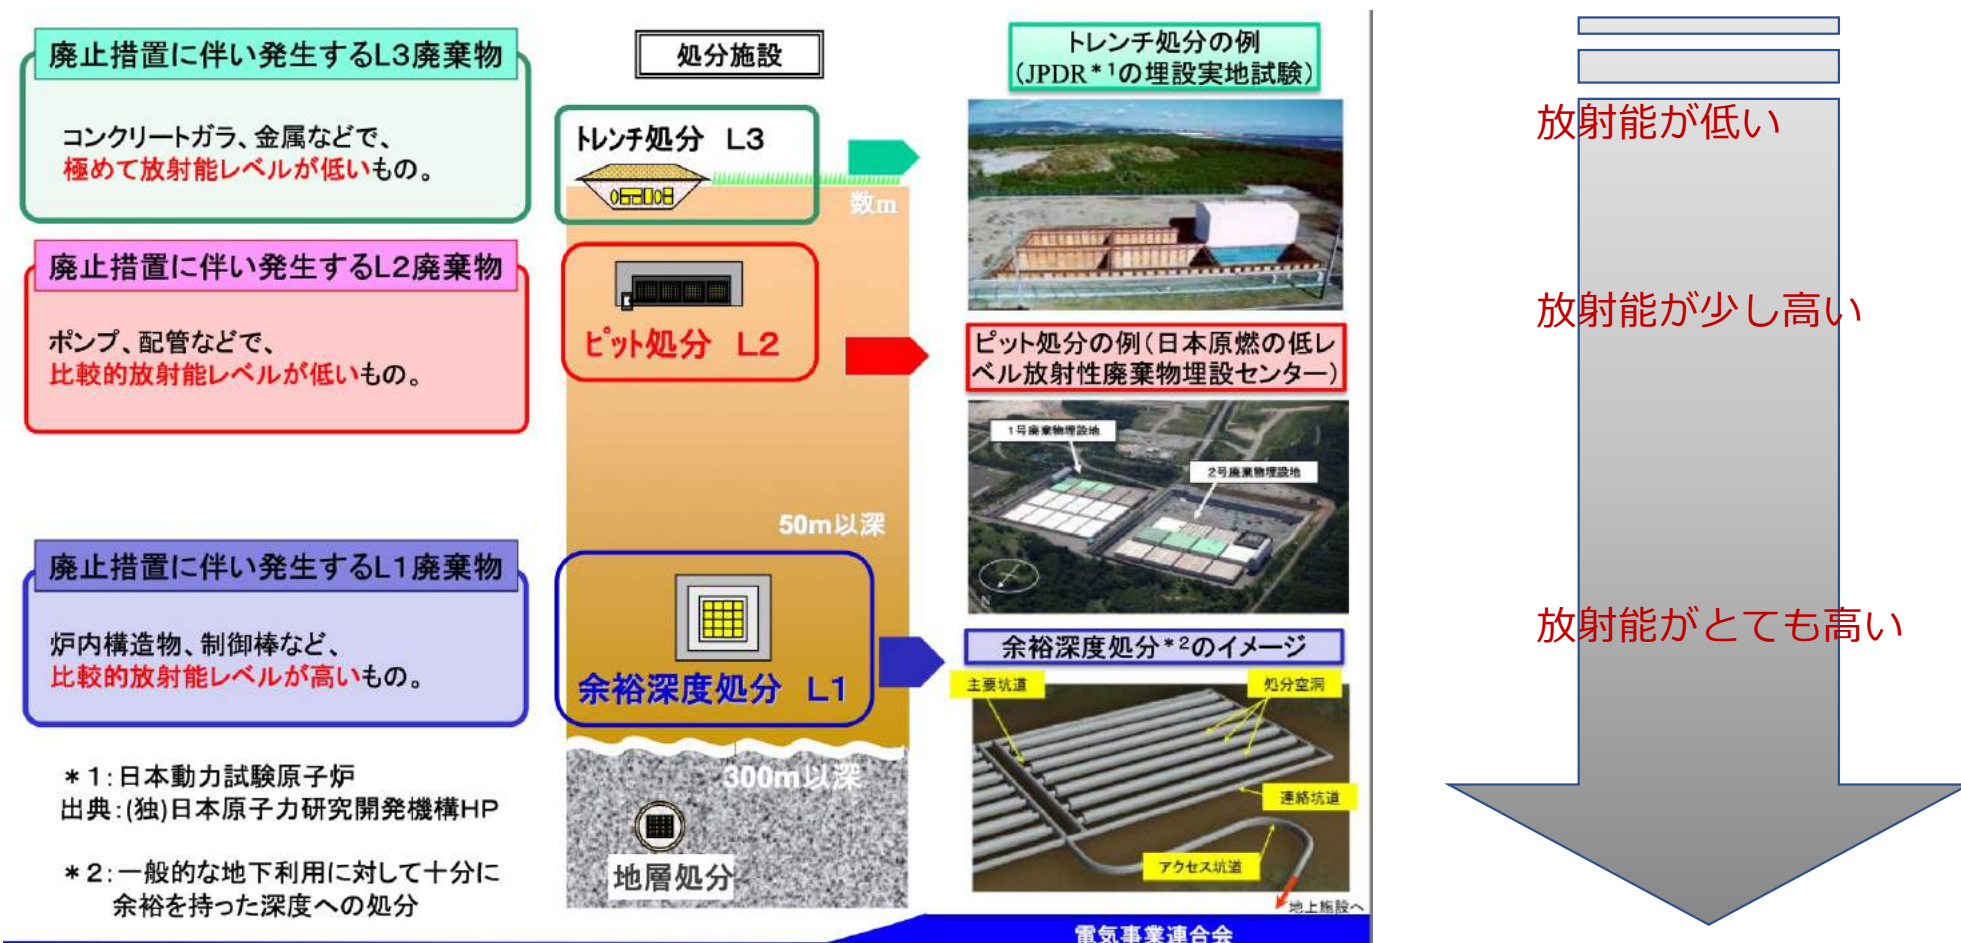 廃止措置に伴い発生するL3廃棄物
コンクリートガラ、金属などで、
極めて放射能レベルが低いもの。
廃止措置に伴い発生するL2廃棄物
ポンプ、配管などで、
比較的放射能レベルが低いもの。
廃止措置に伴い発生するL1廃棄物
炉内構造物、制御棒など、
比較的放射能レベルが高いもの。
*1:日本動力試験原子炉
出典:(独)日本原子力研究開発機構HP
*2:一般的な地下利用に対して十分に
余裕を持った深度への処分
処分施設
トレンチ処分 L3
数m
ピット処分 L2
50m以深
余裕深度処分 L1
300m以深
地層処分
トレンチ処分の例
(JPDR*1の埋設実地試験)
ピット処分の例(日本原燃の低レ
ベル放射性廃棄物埋設センター)
1号廃棄物埋設地
2号廃棄物埋設地
N
余裕深度処分*2のイメージ
主要坑道
処分空洞
連絡坑道
アクセス坑道
地上施設へ
電気事業連合会
放射能が低い
放射能が少し高い
放射能がとても高い